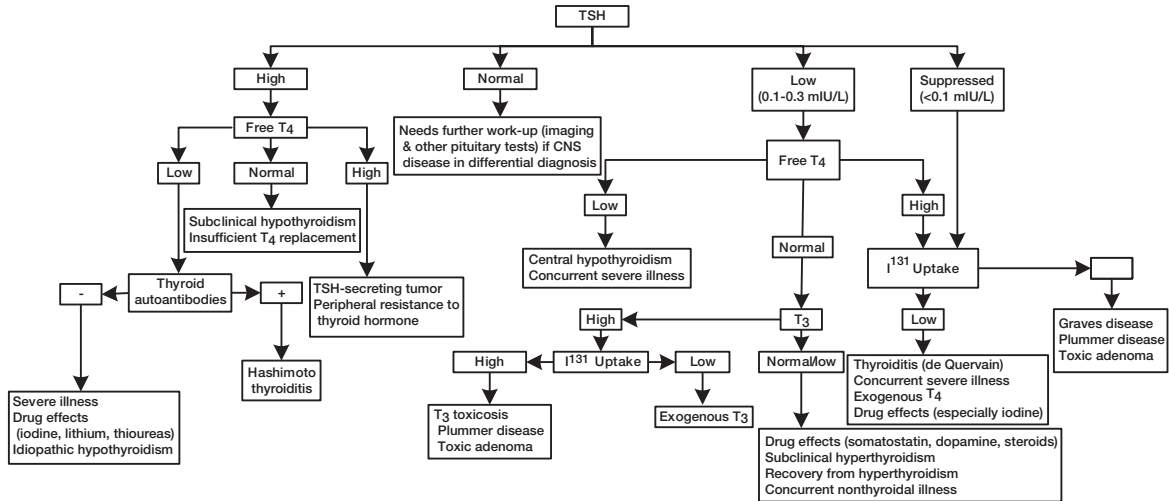 TSH
High
Normal
Low
(0.1-0.3 mIU/L)
Suppressed
(<0.1 mIU/L)
Free T4
Low
Normal
High
Subclinical hypothyroidism
Insufficient T4 replacement
Thyroid
autoantibodies
-
+
Severe illness
Drug effects
(iodine, lithium, thioureas)
Idiopathic hypothyroidism
Hashimoto
thyroiditis
TSH-secreting tumor
Peripheral resistance to
thyroid hormone
Needs further work-up (imaging
& other pituitary tests) if CNS
disease in differential diagnosis
Free T4
Low
Normal
High
Central hypothyroidism
Concurrent severe illness
T3
High
Normal/low
I131 Uptake
High
Low
T3 toxicosis
Plummer disease
Toxic adenoma
Exogenous T3
Drug effects (somatostatin, dopamine, steroids)
Subclinical hyperthyroidism
Recovery from hyperthyroidism
Concurrent nonthyroidal illness
I131 Uptake
Low
Thyroiditis (de Quervain)
Concurrent severe illness
Exogenous T4
Drug effects (especially iodine)
Graves disease
Plummer disease
Toxic adenoma